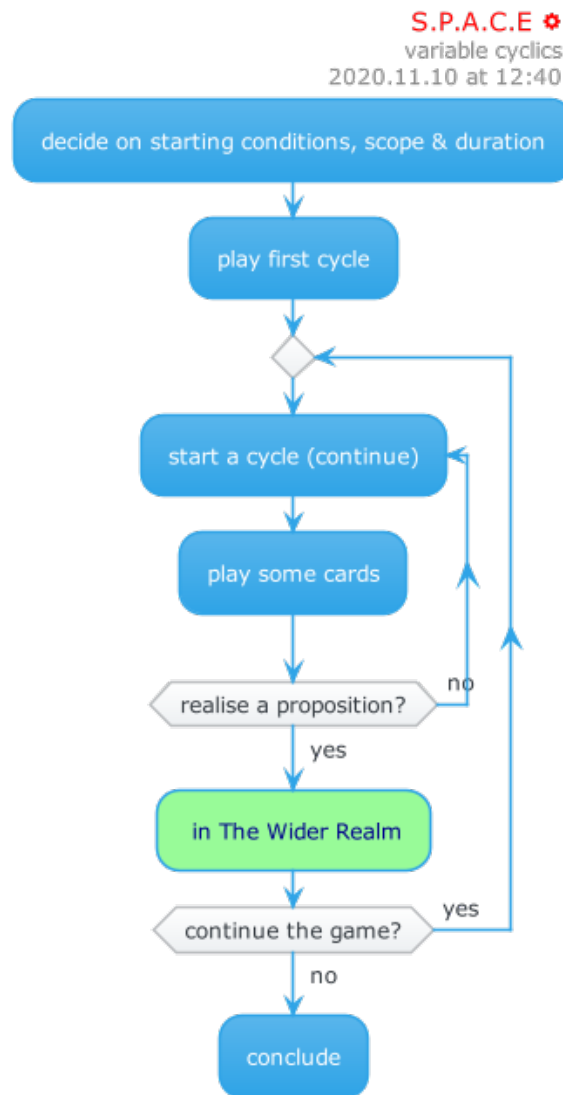 S.P.A.C.E ⚙
variable cyclics
2020.11.10 at 12:40
decide on starting conditions, scope & duration
play first cycle
start a cycle (continue)
play some cards
no
realise a proposition?
yes
in The Wider Realm
yes
continue the game?
no
conclude